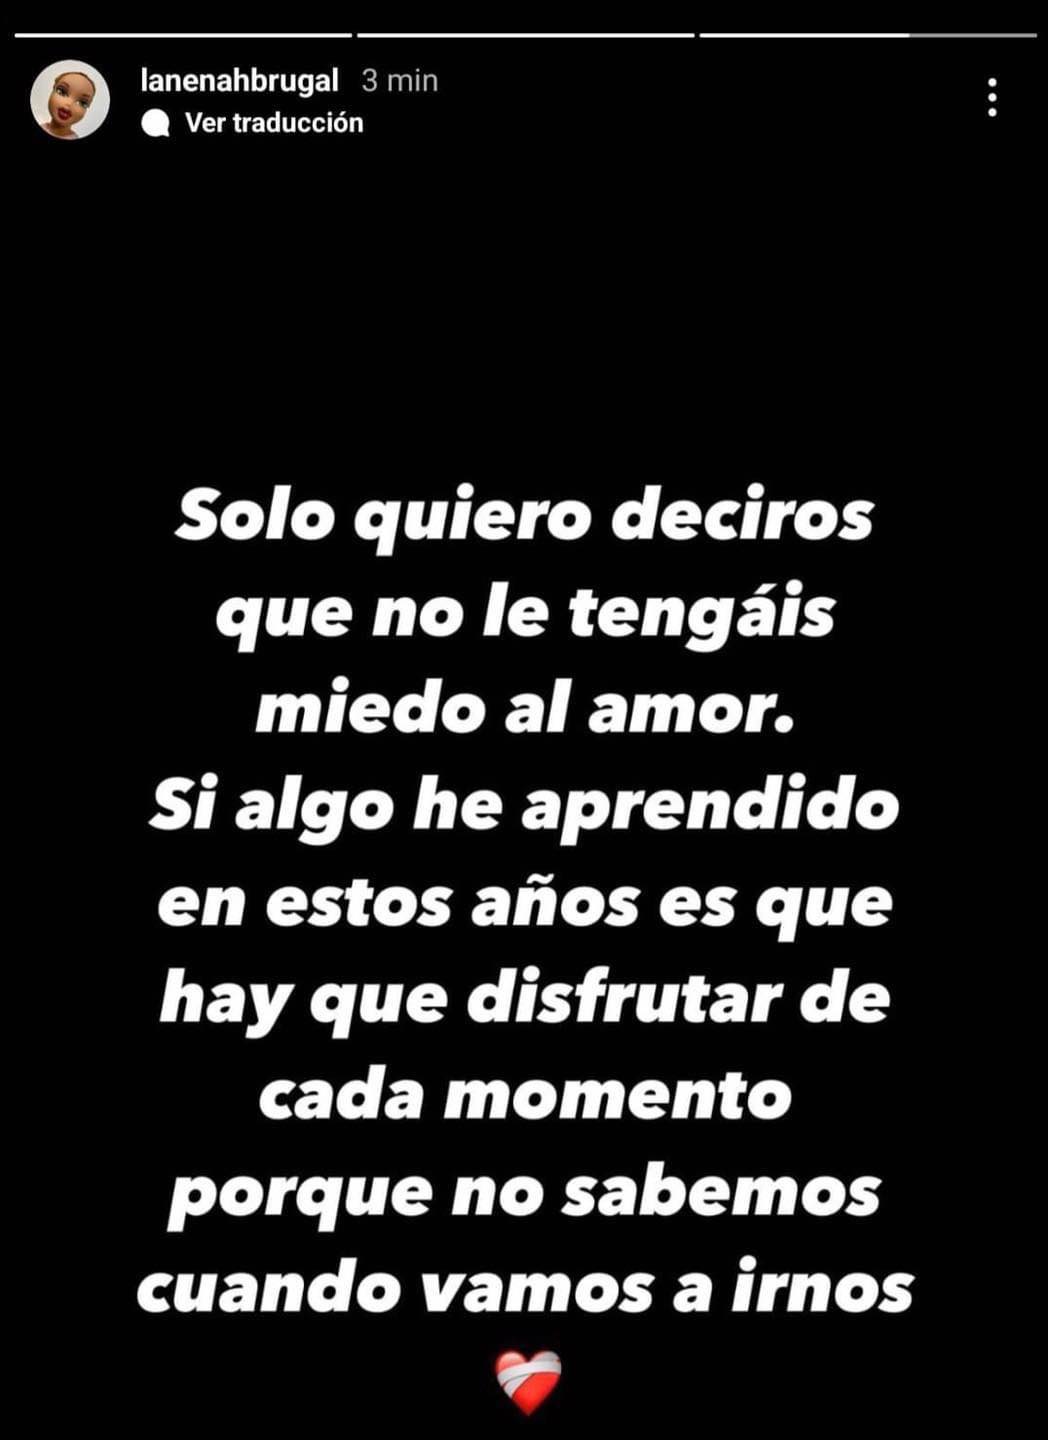 lanenahbrugal 3 min
Ver traducción
Solo quiero deciros
que no le tengáis
miedo al amor.
Si algo he aprendido
en estos años es que
hay que disfrutar de
cada momento
porque no sabemos
cuando vamos a irnos
❤️‍🩹